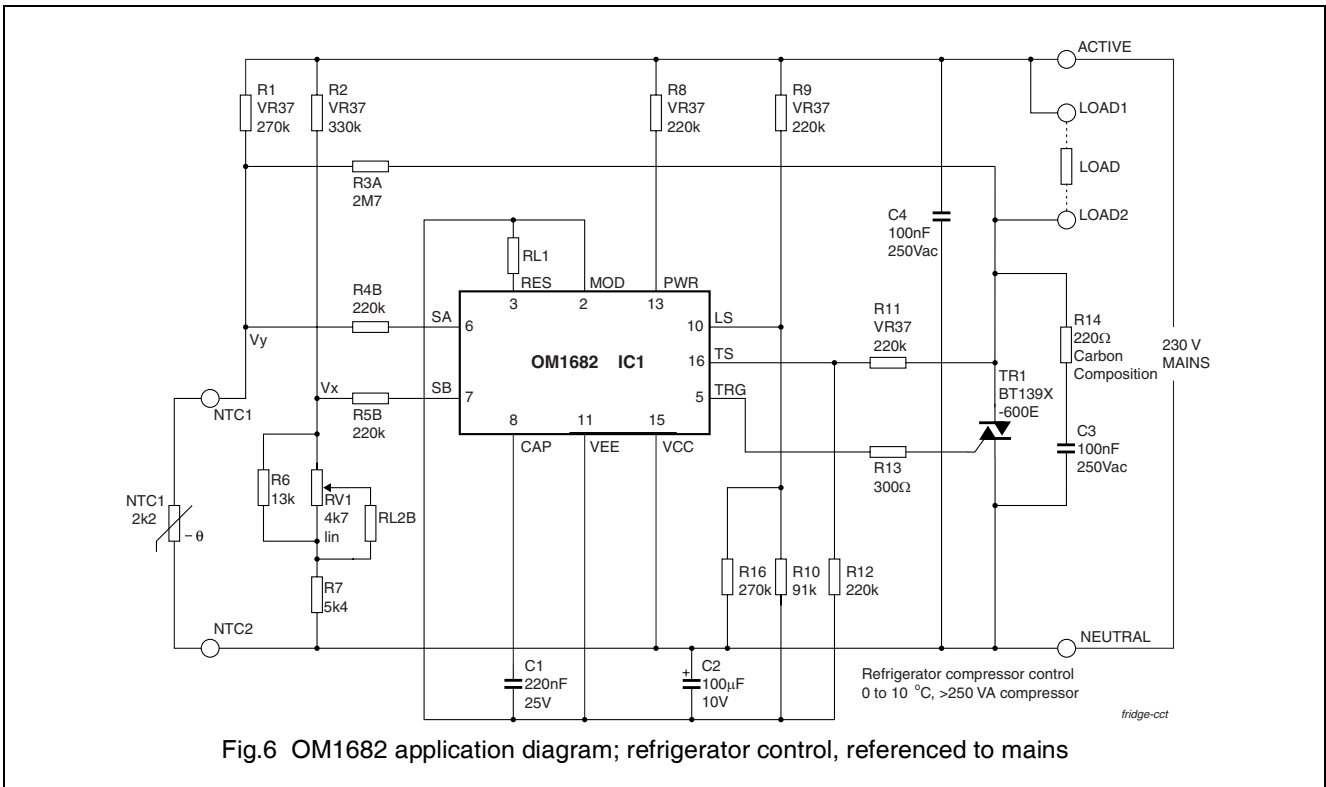 ACTIVE
R1
VR37
270k
R2
VR37
330k
R8
VR37
220k
R9
VR37
220k
LOAD1
LOAD
LOAD2
R3A
2M7
C4
100nF
250Vac
RL1
RES
MOD
PWR
3
2
13
R4B
220k
SA
6
Vy
10
LS
R11
VR37
220k
R14
220Ω
Carbon
Composition
230 V
MAINS
OM1682 IC1
16
TS
TR1
BT139X
-600E
Vx
SB
7
5
TRG
NTC1
R5B
220k
8
11
15
CAP
VEE
VCC
C3
100nF
250Vac
R13
300Ω
R6
13k
RV1
4k7
lin
RL2B
NTC1
2k2
- θ
R7
5k4
R16
270k
R10
91k
R12
220k
NTC2
NEUTRAL
C1
220nF
25V
+
C2
100μF
10V
Refrigerator compressor control
0 to 10 °C, >250 VA compressor
fridge-cct
Fig.6 OM1682 application diagram; refrigerator control, referenced to mains